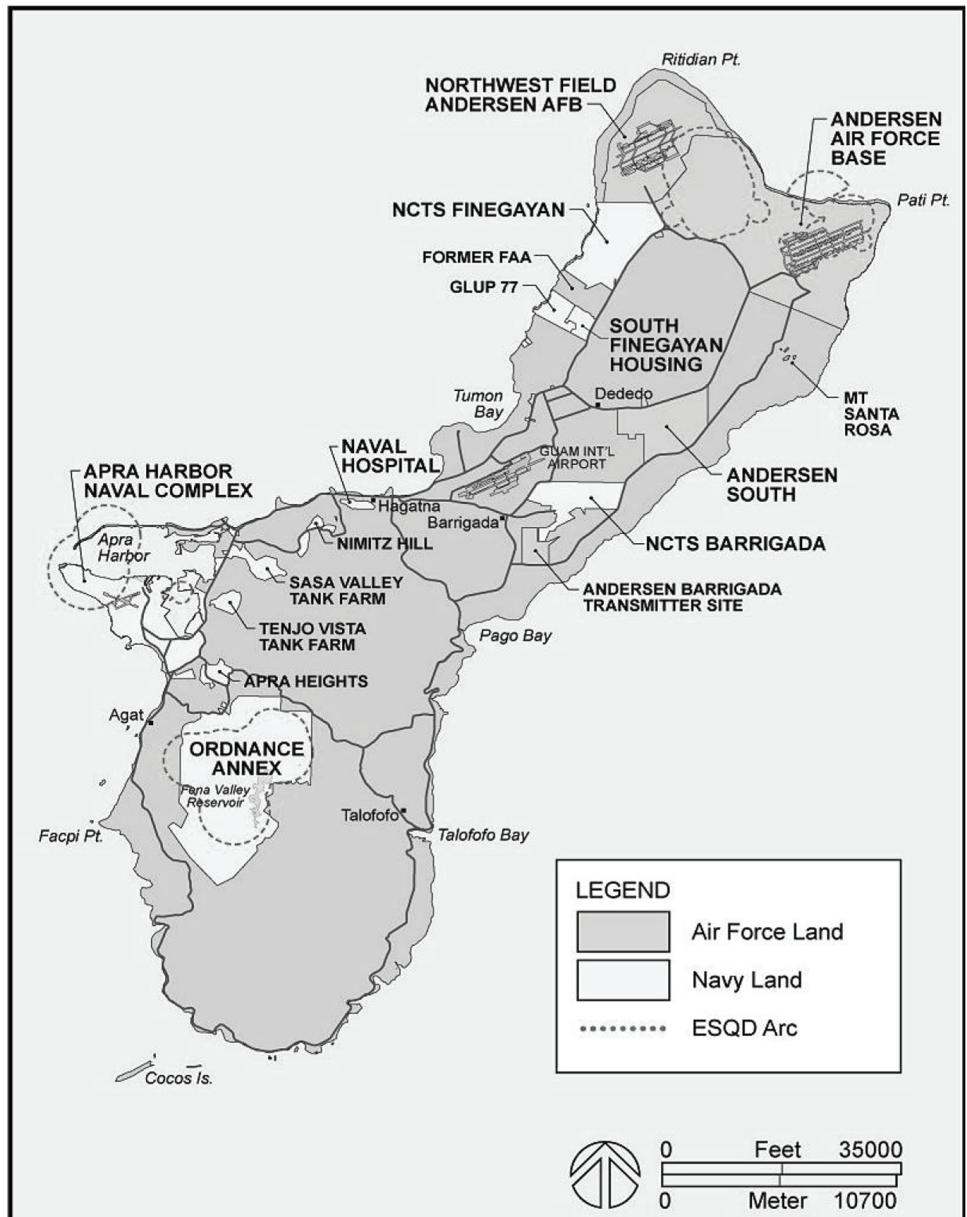 Ritidian Pt.
NORTHWEST FIELD
ANDERSEN AFB
ANDERSEN
AIR FORCE
BASE
Pati Pt.
NCTS FINEGAYAN
FORMER FAA
GLUP 77
SOUTH
FINEGAYAN
HOUSING
Tumon
Bay
Dededo
MT
SANTA
ROSA
NAVAL
HOSPITAL
GUAM INT'L
AIRPORT
APRA HARBOR
NAVAL COMPLEX
ANDERSEN
SOUTH
Hagatna
Barrigada
Apra
Harbor
NIMITZ HILL
NCTS BARRIGADA
SASA VALLEY
TANK FARM
ANDERSEN BARRIGADA
TRANSMITTER SITE
TENJO VISTA
TANK FARM
Pago Bay
APRA HEIGHTS
Agat
ORDNANCE
ANNEX
Fena Valley
Reservoir
Talofofo
Facpi Pt.
Talofofo Bay
LEGEND
Air Force Land
Navy Land
ESQD Arc
Cocos Is.
0 Feet 35000
0 Meter 10700